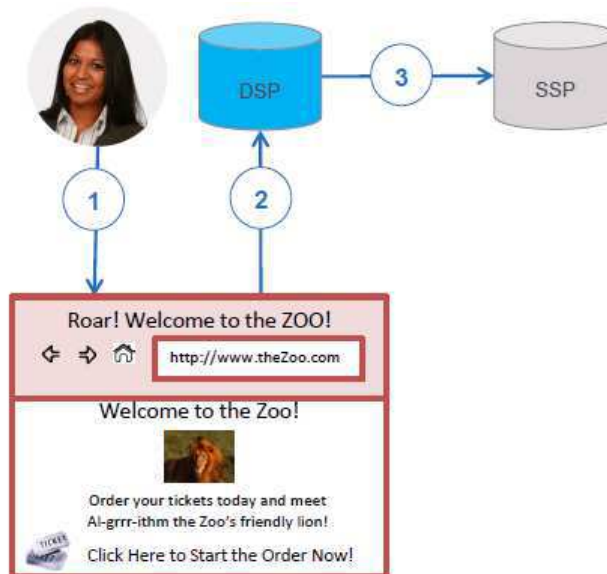 DSP
3
SSP
1
2
Roar! Welcome to the ZOO!
http://www.theZoo.com
Welcome to the Zoo!
Order your tickets today and meet
Al-grrr-ithm the Zoo's friendly lion!
TICKET
Click Here to Start the Order Now!